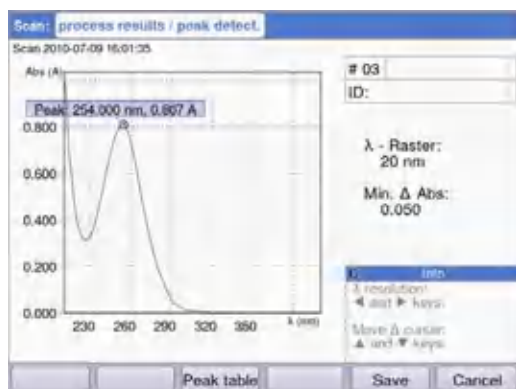 Scan: process results / peak detect.
Scan 2010-07-09 16:01:35
Abs (A)
Peak: 254.000 nm, 0.807 A
0.800
0.600
0.400
0.200
0.000
230 260 290 320 350 λ (nm)
# 03
ID:
λ - Raster:
20 nm
Min. Δ Abs:
0.050
Info
λ resolution:
◄ and ► keys.
Move Δ cursor:
▲ and ▼ keys.
Peak table
Save
Cancel